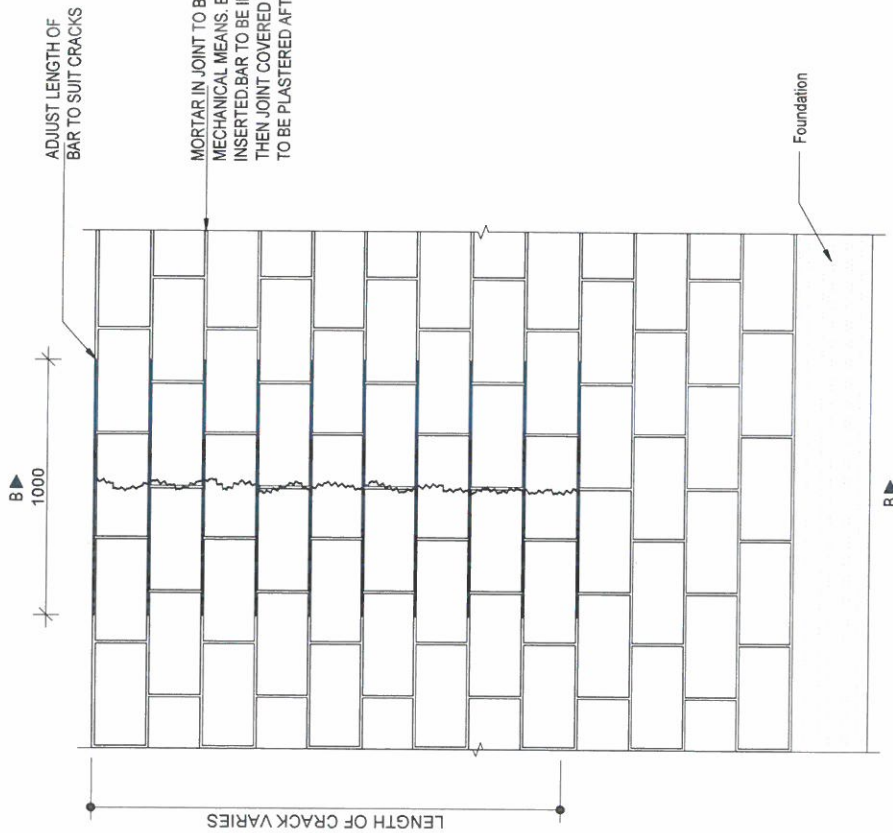 ADJUST LENGTH OF
BAR TO SUIT CRACKS
B
1000
MORTAR IN JOINT TO
MECHANICAL MEANS.
INSERTED.BAR TO BE
THEN JOINT COVERED
TO BE PLASTERED
LENGTH OF CRACK VARIES
Foundation
B